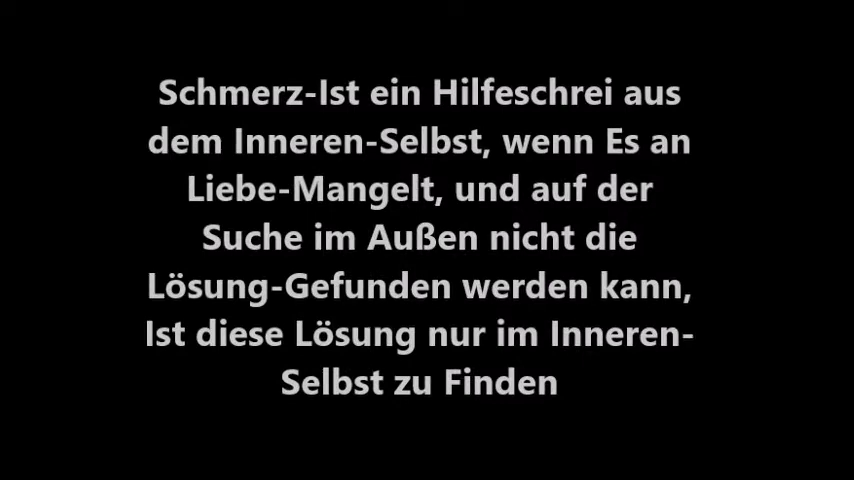 Schmerz-Ist ein Hilfeschrei aus
dem Inneren-Selbst, wenn Es an
Liebe-Mangelt, und auf der
Suche im Außen nicht die
Lösung-Gefunden werden kann,
Ist diese Lösung nur im Inneren-
Selbst zu Finden